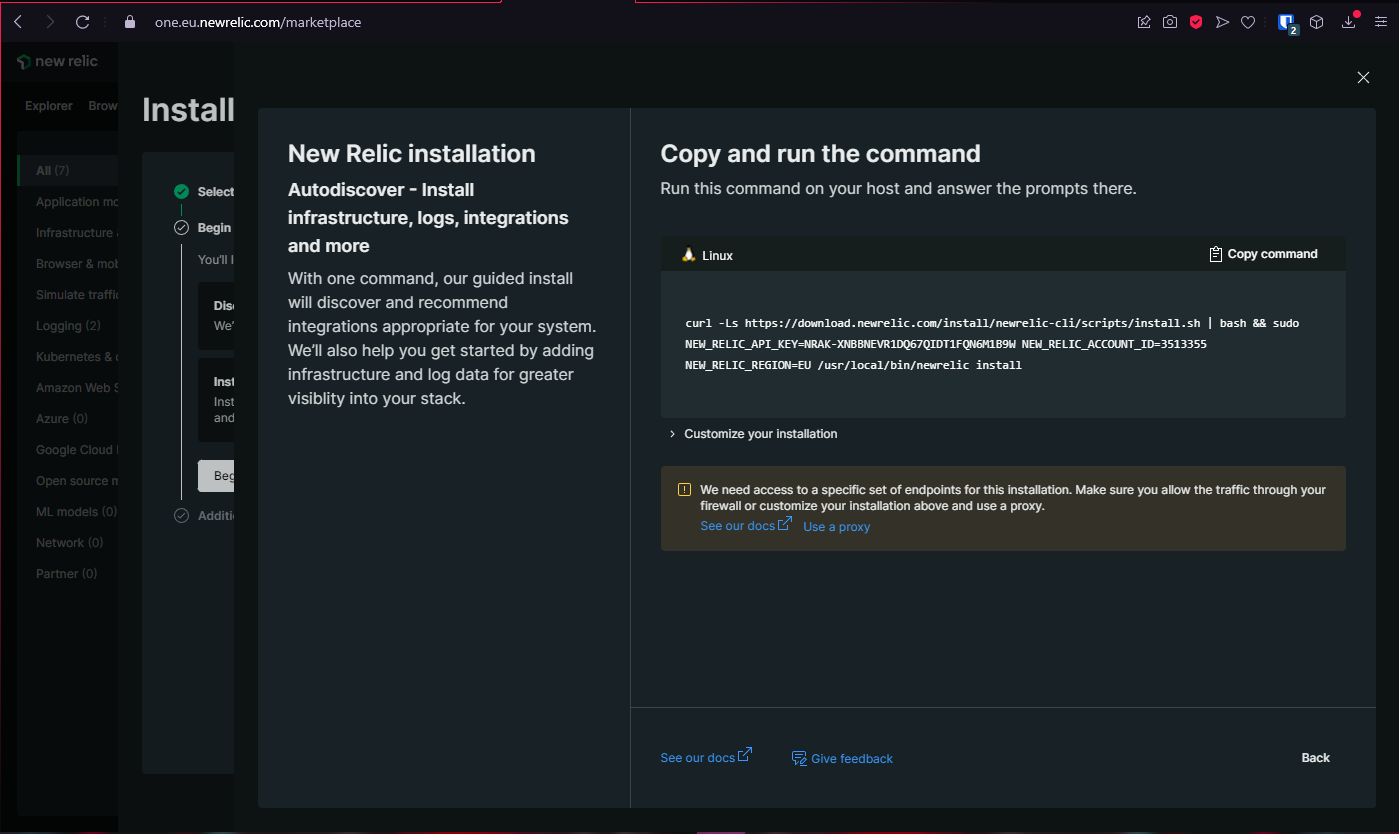 one.eu.newrelic.com/marketplace
2
new relic
Explorer Brow
Install
All (7)
Application mo
Infrastructure
Browser & mob
Simulate traffic
Logging (2)
Kubernetes &
Amazon Web S
Azure (0)
Google Cloud
Open source m
ML models (0)
Network (0)
Partner (0)
Select
Begin
You'll
Disc
We'
Inst
Inst
and
Beg
Additi
New Relic installation
Autodiscover - Install
infrastructure, logs, integrations
and more
With one command, our guided install
will discover and recommend
integrations appropriate for your system.
We'll also help you get started by adding
infrastructure and log data for greater
visiblity into your stack.
Copy and run the command
Run this command on your host and answer the prompts there.
Linux
Copy command
curl -Ls https://download.newrelic.com/install/newrelic-cli/scripts/install.sh | bash && sudo
NEW_RELIC_API_KEY=NRAK-XNBBNEVR1DQ67QIDT1FQN6M1B9W NEW_RELIC_ACCOUNT_ID=3513355
NEW_RELIC_REGION=EU /usr/local/bin/newrelic install
Customize your installation
We need access to a specific set of endpoints for this installation. Make sure you allow the traffic through your
firewall or customize your installation above and use a proxy.
See our docs Use a proxy
See our docs Give feedback Back